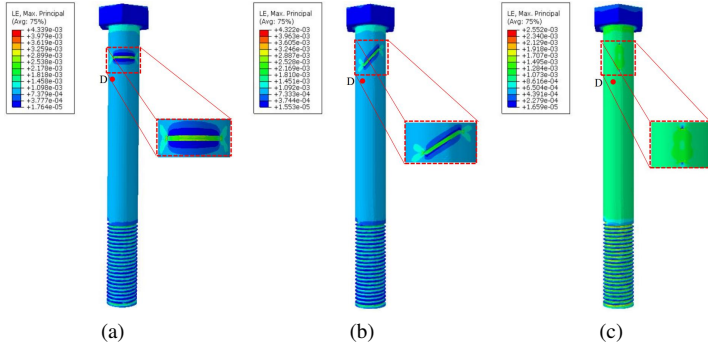 LE, Max. Principal
(Avg: 75%)
+4.339e-03
+3.979e-03
+3.619e-03
+3.259e-03
+2.899e-03
+2.538e-03
+2.178e-03
+1.818e-03
+1.458e-03
+1.098e-03
+7.379e-04
+3.777e-04
+1.764e-05
D
(a)
LE, Max. Principal
(Avg: 75%)
+4.322e-03
+3.963e-03
+3.605e-03
+3.246e-03
+2.887e-03
+2.528e-03
+2.169e-03
+1.810e-03
+1.451e-03
+1.092e-03
+7.333e-04
+3.744e-04
+1.553e-05
D
(b)
LE, Max. Principal
(Avg: 75%)
+2.552e-03
+2.340e-03
+2.129e-03
+1.918e-03
+1.707e-03
+1.495e-03
+1.284e-03
+1.073e-03
+8.616e-04
+6.504e-04
+4.391e-04
+2.279e-04
+1.659e-05
D
(c)